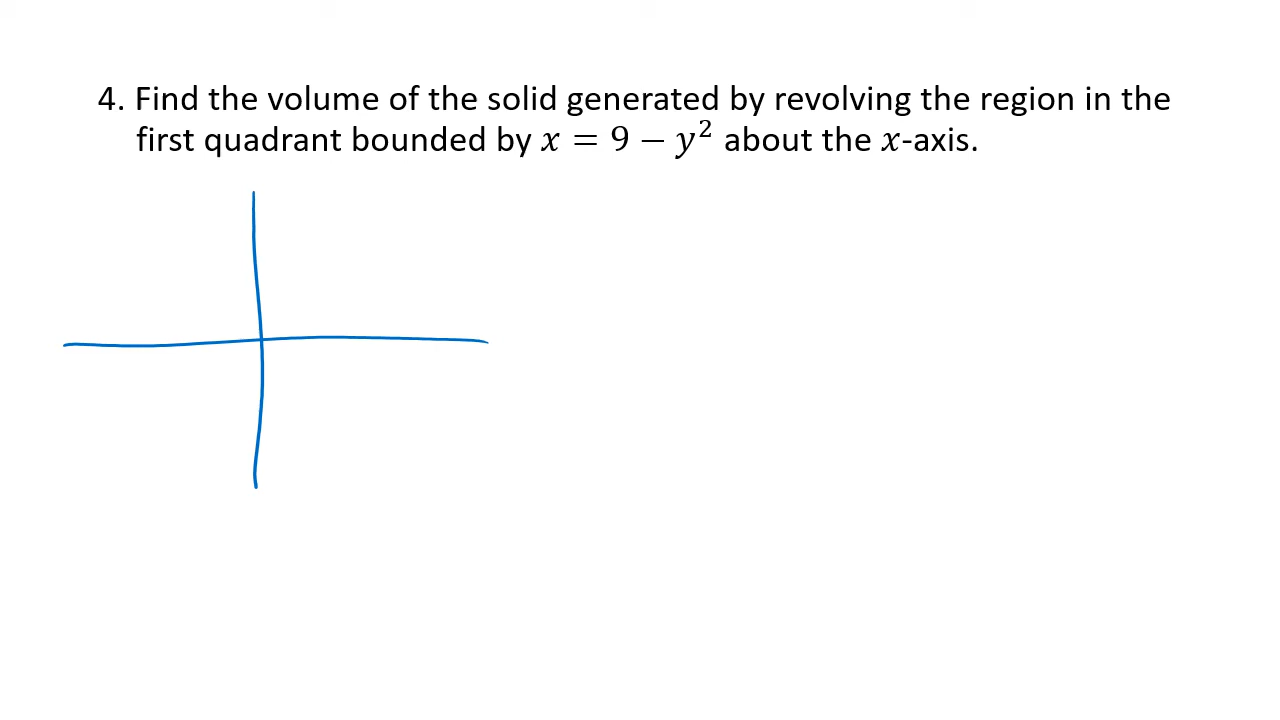 4. Find the volume of the solid generated by revolving the region in the
first quadrant bounded by 𝑥 = 9 − 𝑦² about the 𝑥-axis.